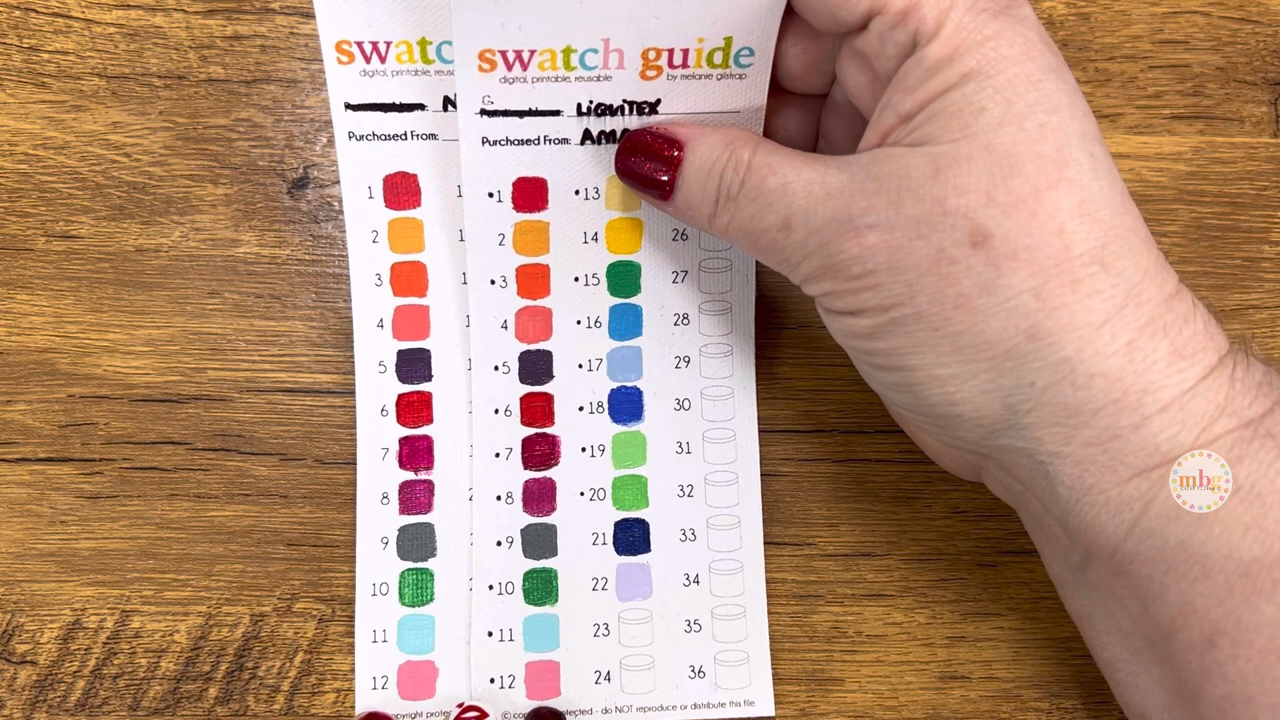 swatc
digital, printable, reusa
N
Purchased From:
1
2
3
4
5
6
7
8
9
10
11
12
swatch guide
digital, printable, reusable by melanie gilstrap
G LiQUiTEX
Purchased From: AMA
•1 •13
2 14 26
•3 •15 27
4 •16 28
•5 •17 29
•6 •18 30
•7 •19 31
•8 •20 32
•9 21 33
•10 22 34
•11 23 35
•12 24 36
do NOT reproduce or distribute this file
mbg